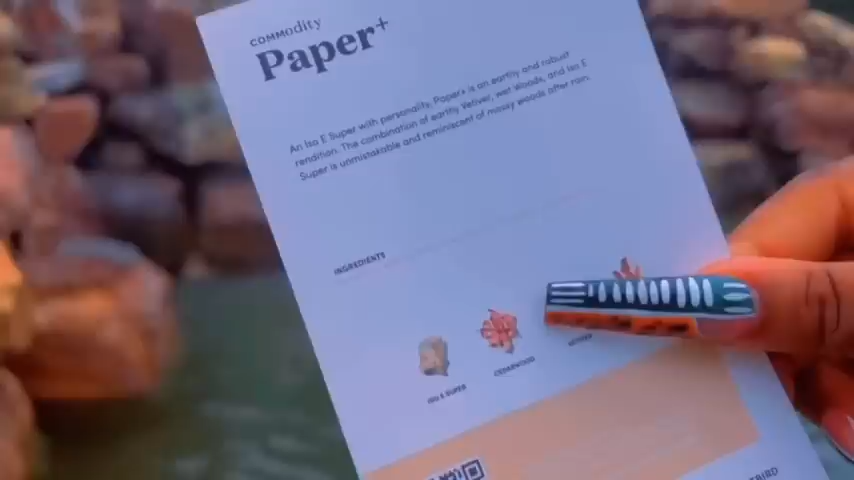 COMMODITY
Paper+
An Iso E Super with personality, Paper+ is an earthy and robust
rendition. The combination of earthy Vetiver, wet woods, and Iso E
Super is unmistakable and reminiscent of mossy woods after rain.
INGREDIENTS
ISO E SUPER
CEDARWOOD
VETIVER